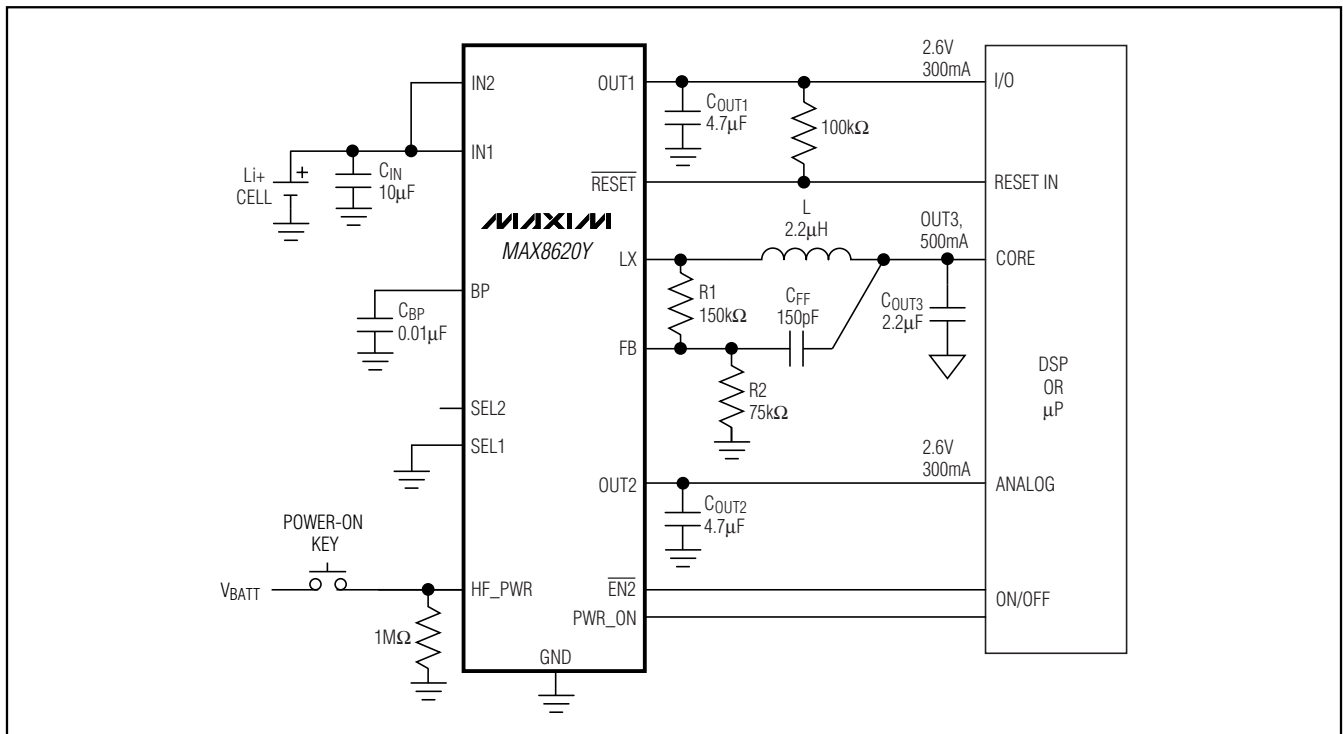 2.6V
300mA
IN2
OUT1
I/O
C_OUT1
4.7µF
100kΩ
IN1
Li+
CELL
+
C_IN
10µF
RESET
RESET IN
MAXIM
MAX8620Y
L
2.2µH
OUT3,
500mA
LX
CORE
BP
R1
150kΩ
C_FF
150pF
C_OUT3
2.2µF
C_BP
0.01µF
FB
DSP
OR
µP
R2
75kΩ
SEL2
SEL1
2.6V
300mA
OUT2
ANALOG
C_OUT2
4.7µF
POWER-ON
KEY
V_BATT
HF_PWR
EN2
ON/OFF
PWR_ON
1MΩ
GND